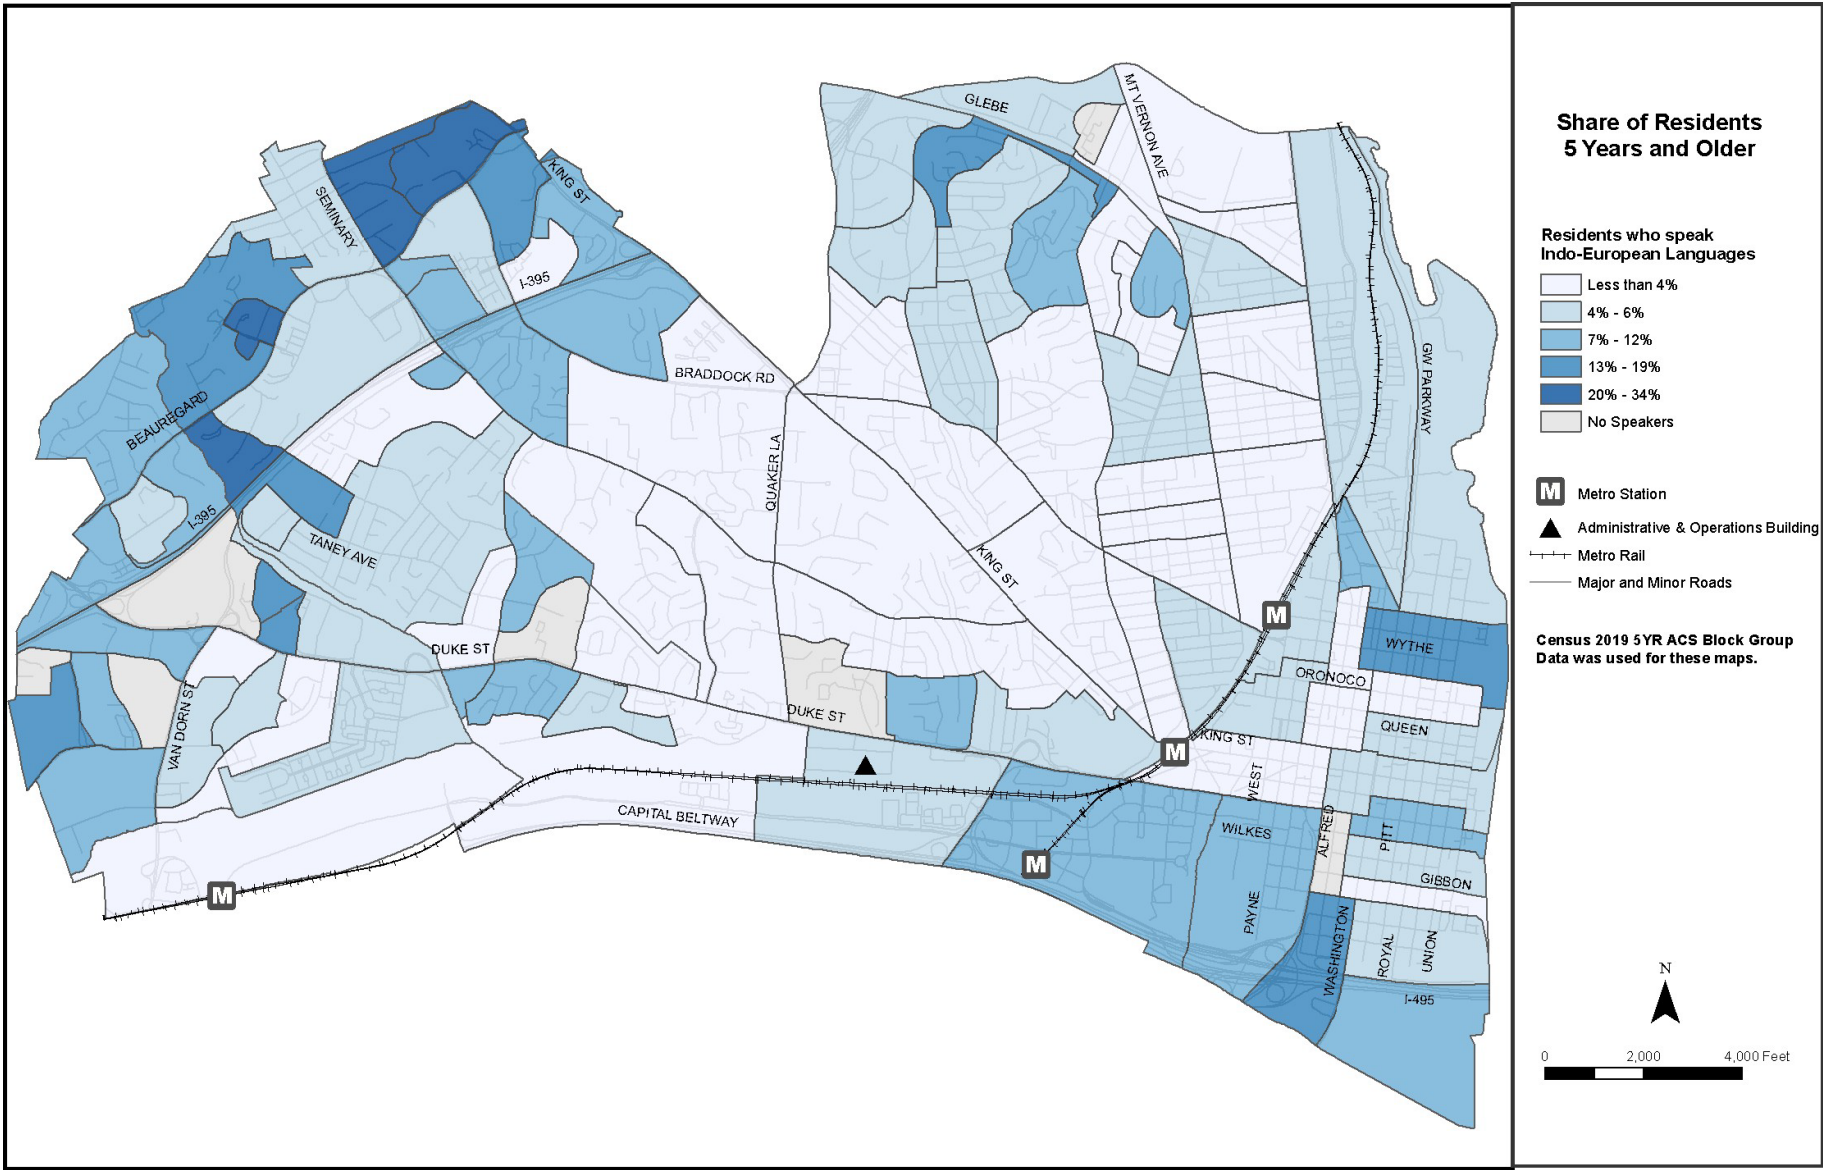 GLEBE
MT VERNON AVE
KING ST
SEMINARY
I-395
BRADDOCK RD
GW PARKWAY
BEAUREGARD
QUAKER LA
I-395
TANEY AVE
KING ST
M
WYTHE
DUKE ST
ORONOCO
VAN DORN ST
DUKE ST
QUEEN
KING ST
M
WEST
CAPITAL BELTWAY
WILKES
ALFRED
PITT
M
GIBBON
M
PAYNE
WASHINGTON
ROYAL
UNION
I-495
Share of Residents
5 Years and Older
Residents who speak
Indo-European Languages
Less than 4%
4% - 6%
7% - 12%
13% - 19%
20% - 34%
No Speakers
M Metro Station
Administrative & Operations Building
Metro Rail
Major and Minor Roads
Census 2019 5YR ACS Block Group
Data was used for these maps.
N
0 2,000 4,000 Feet